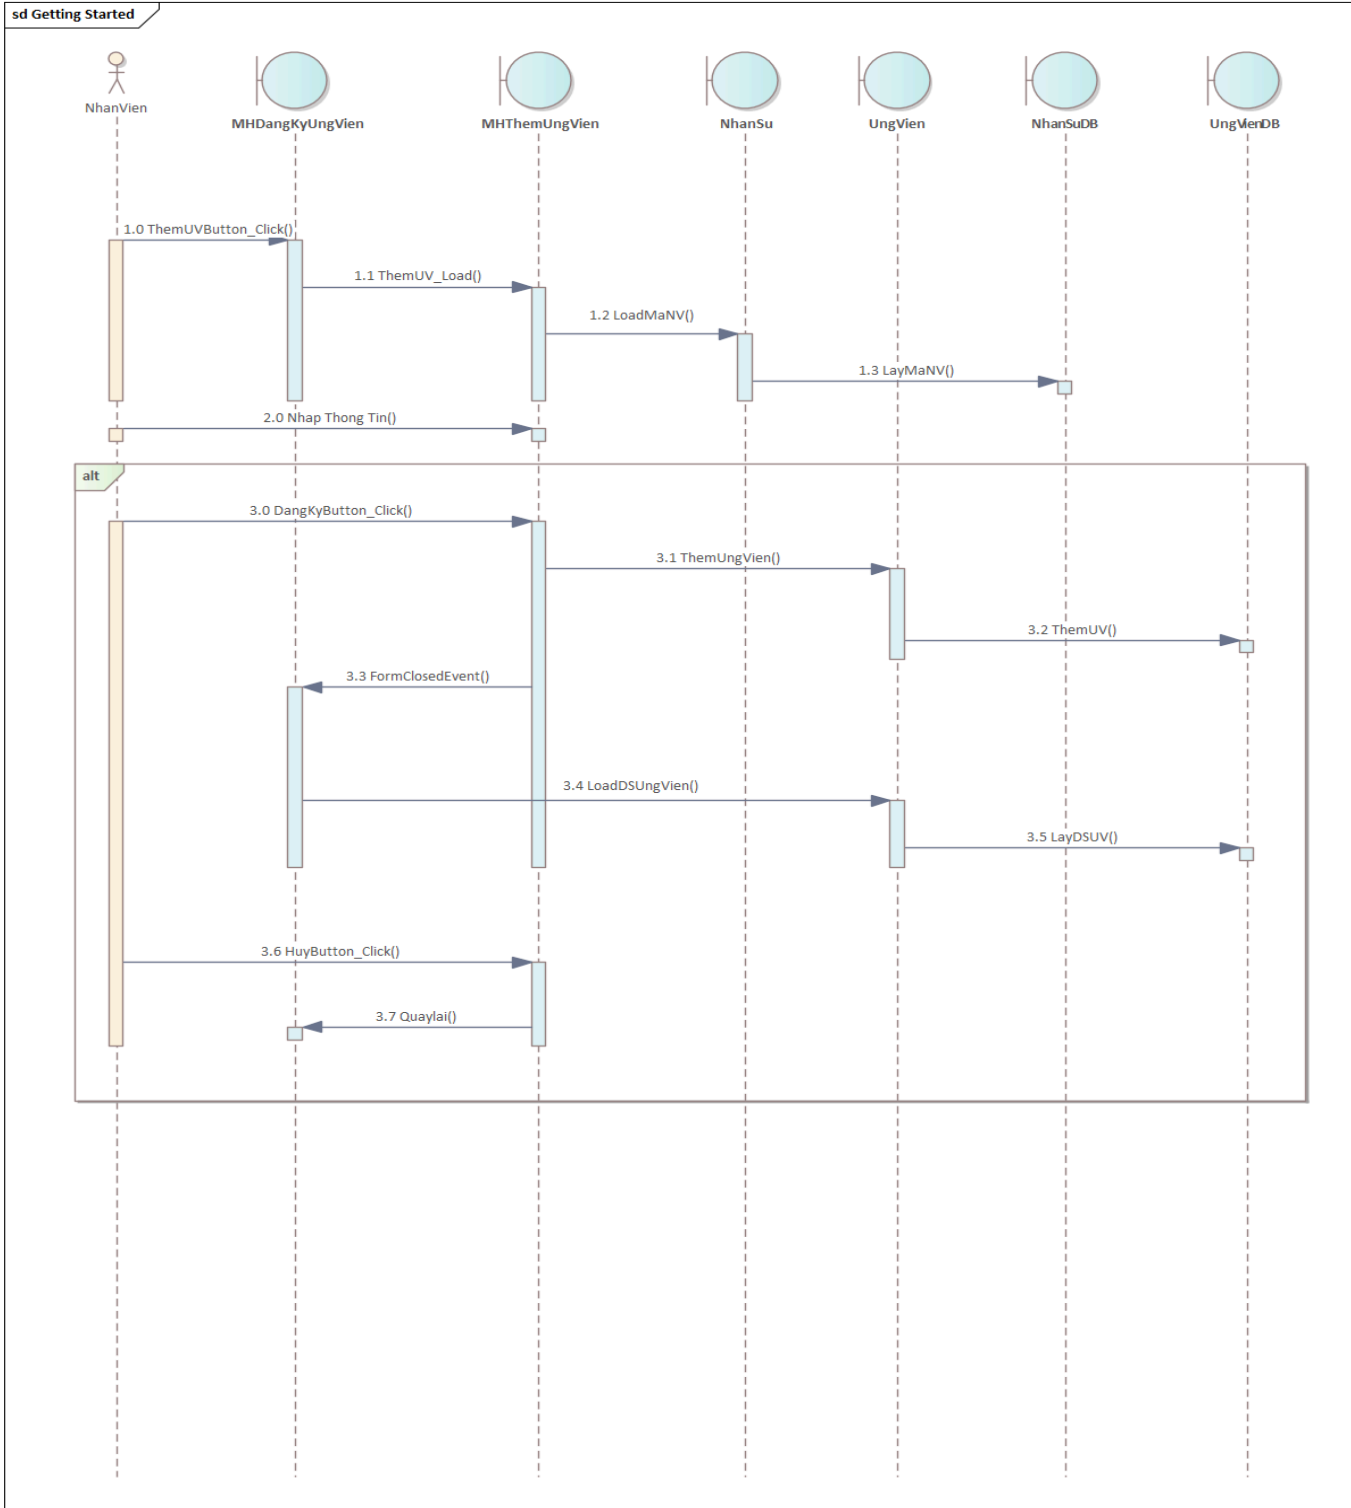 sd Getting Started
NhanVien
MHDangKyUngVien
MHThemUngVien
NhanSu
UngVien
NhanSuDB
UngVienDB
1.0 ThemUVButton_Click()
1.1 ThemUV_Load()
1.2 LoadMaNV()
1.3 LayMaNV()
2.0 Nhap Thong Tin()
alt
3.0 DangKyButton_Click()
3.1 ThemUngVien()
3.2 ThemUV()
3.3 FormClosedEvent()
3.4 LoadDSUngVien()
3.5 LayDSUV()
3.6 HuyButton_Click()
3.7 Quaylai()